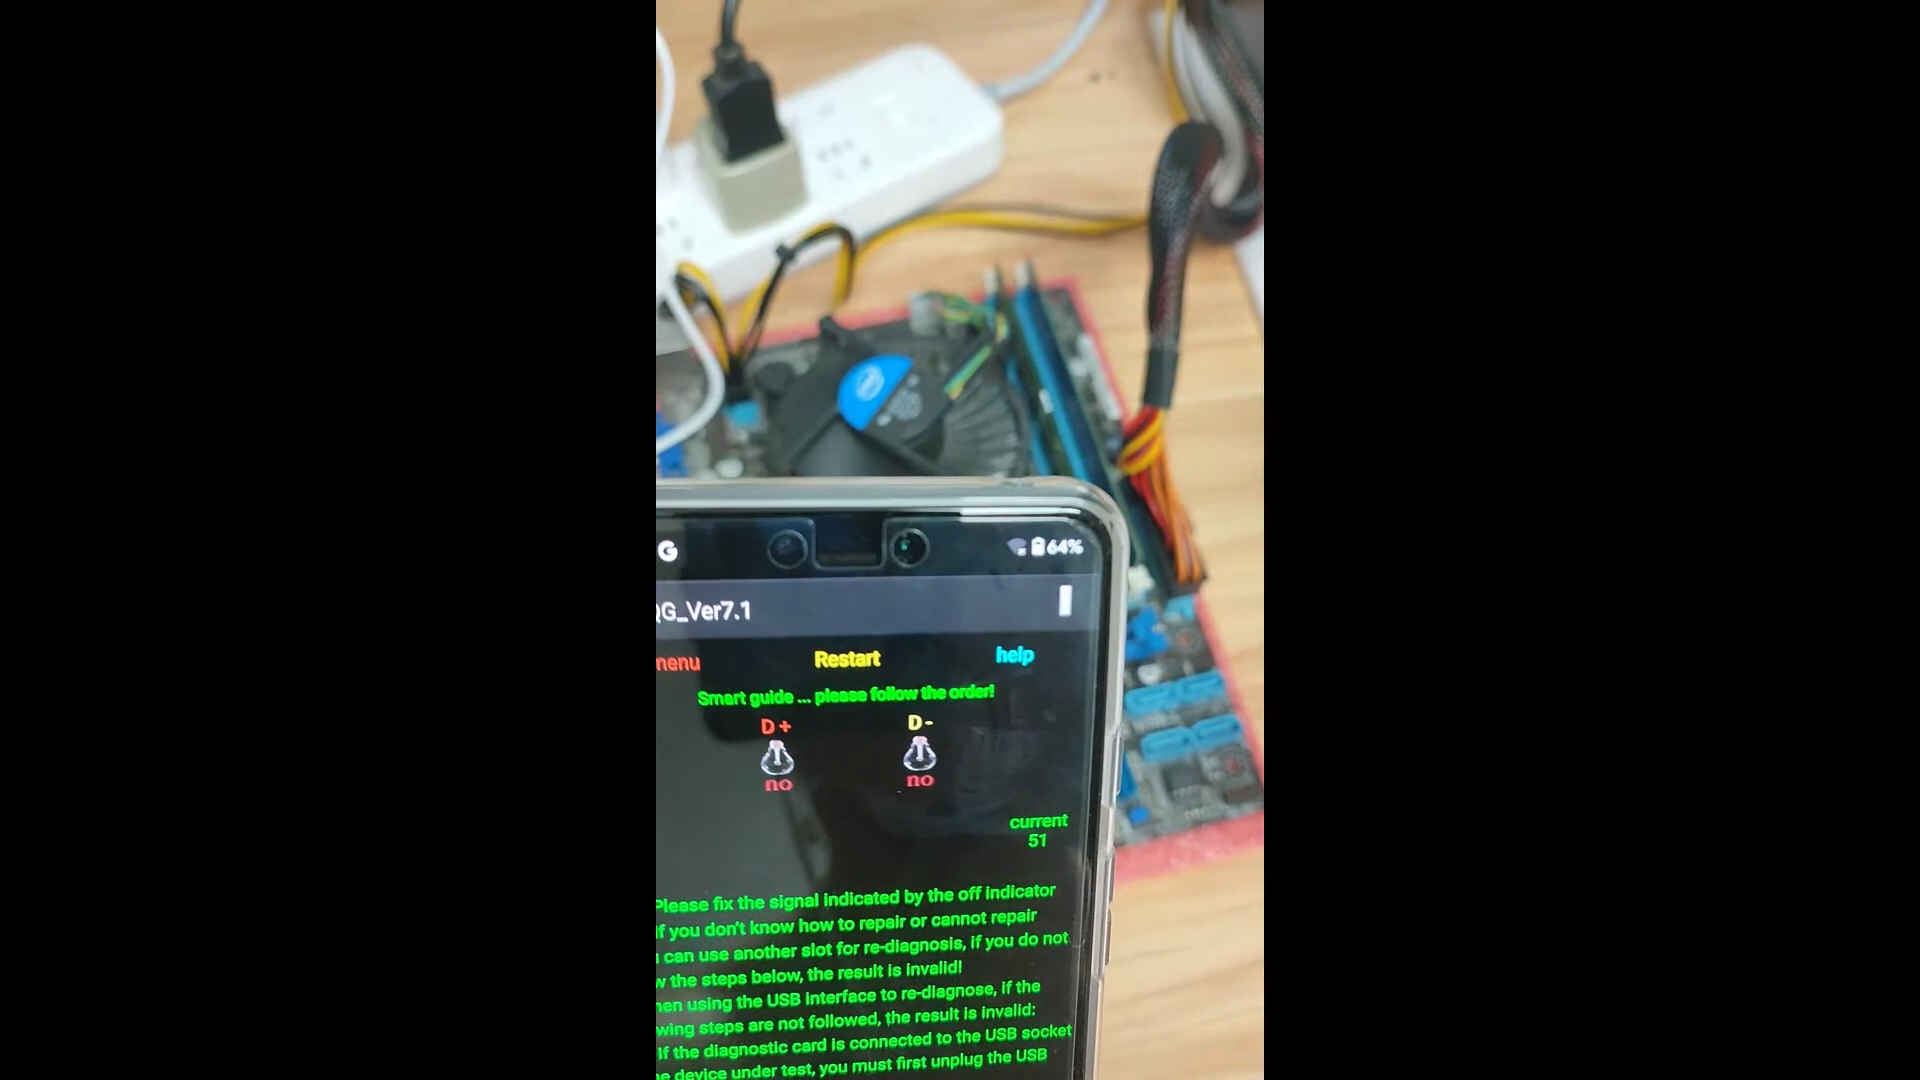 G 64%
G_Ver7.1
menu Restart help
Smart guide ... please follow the order!
D+ D-
no no
current
51
Please fix the signal indicated by the off indicator
If you don't know how to repair or cannot repair
can use another slot for re-diagnosis, if you do not
the steps below, the result is invalid!
using the USB interface to re-diagnose, if the
steps are not followed, the result is invalid:
If the diagnostic card is connected to the USB socket
device under test, you must first unplug the USB